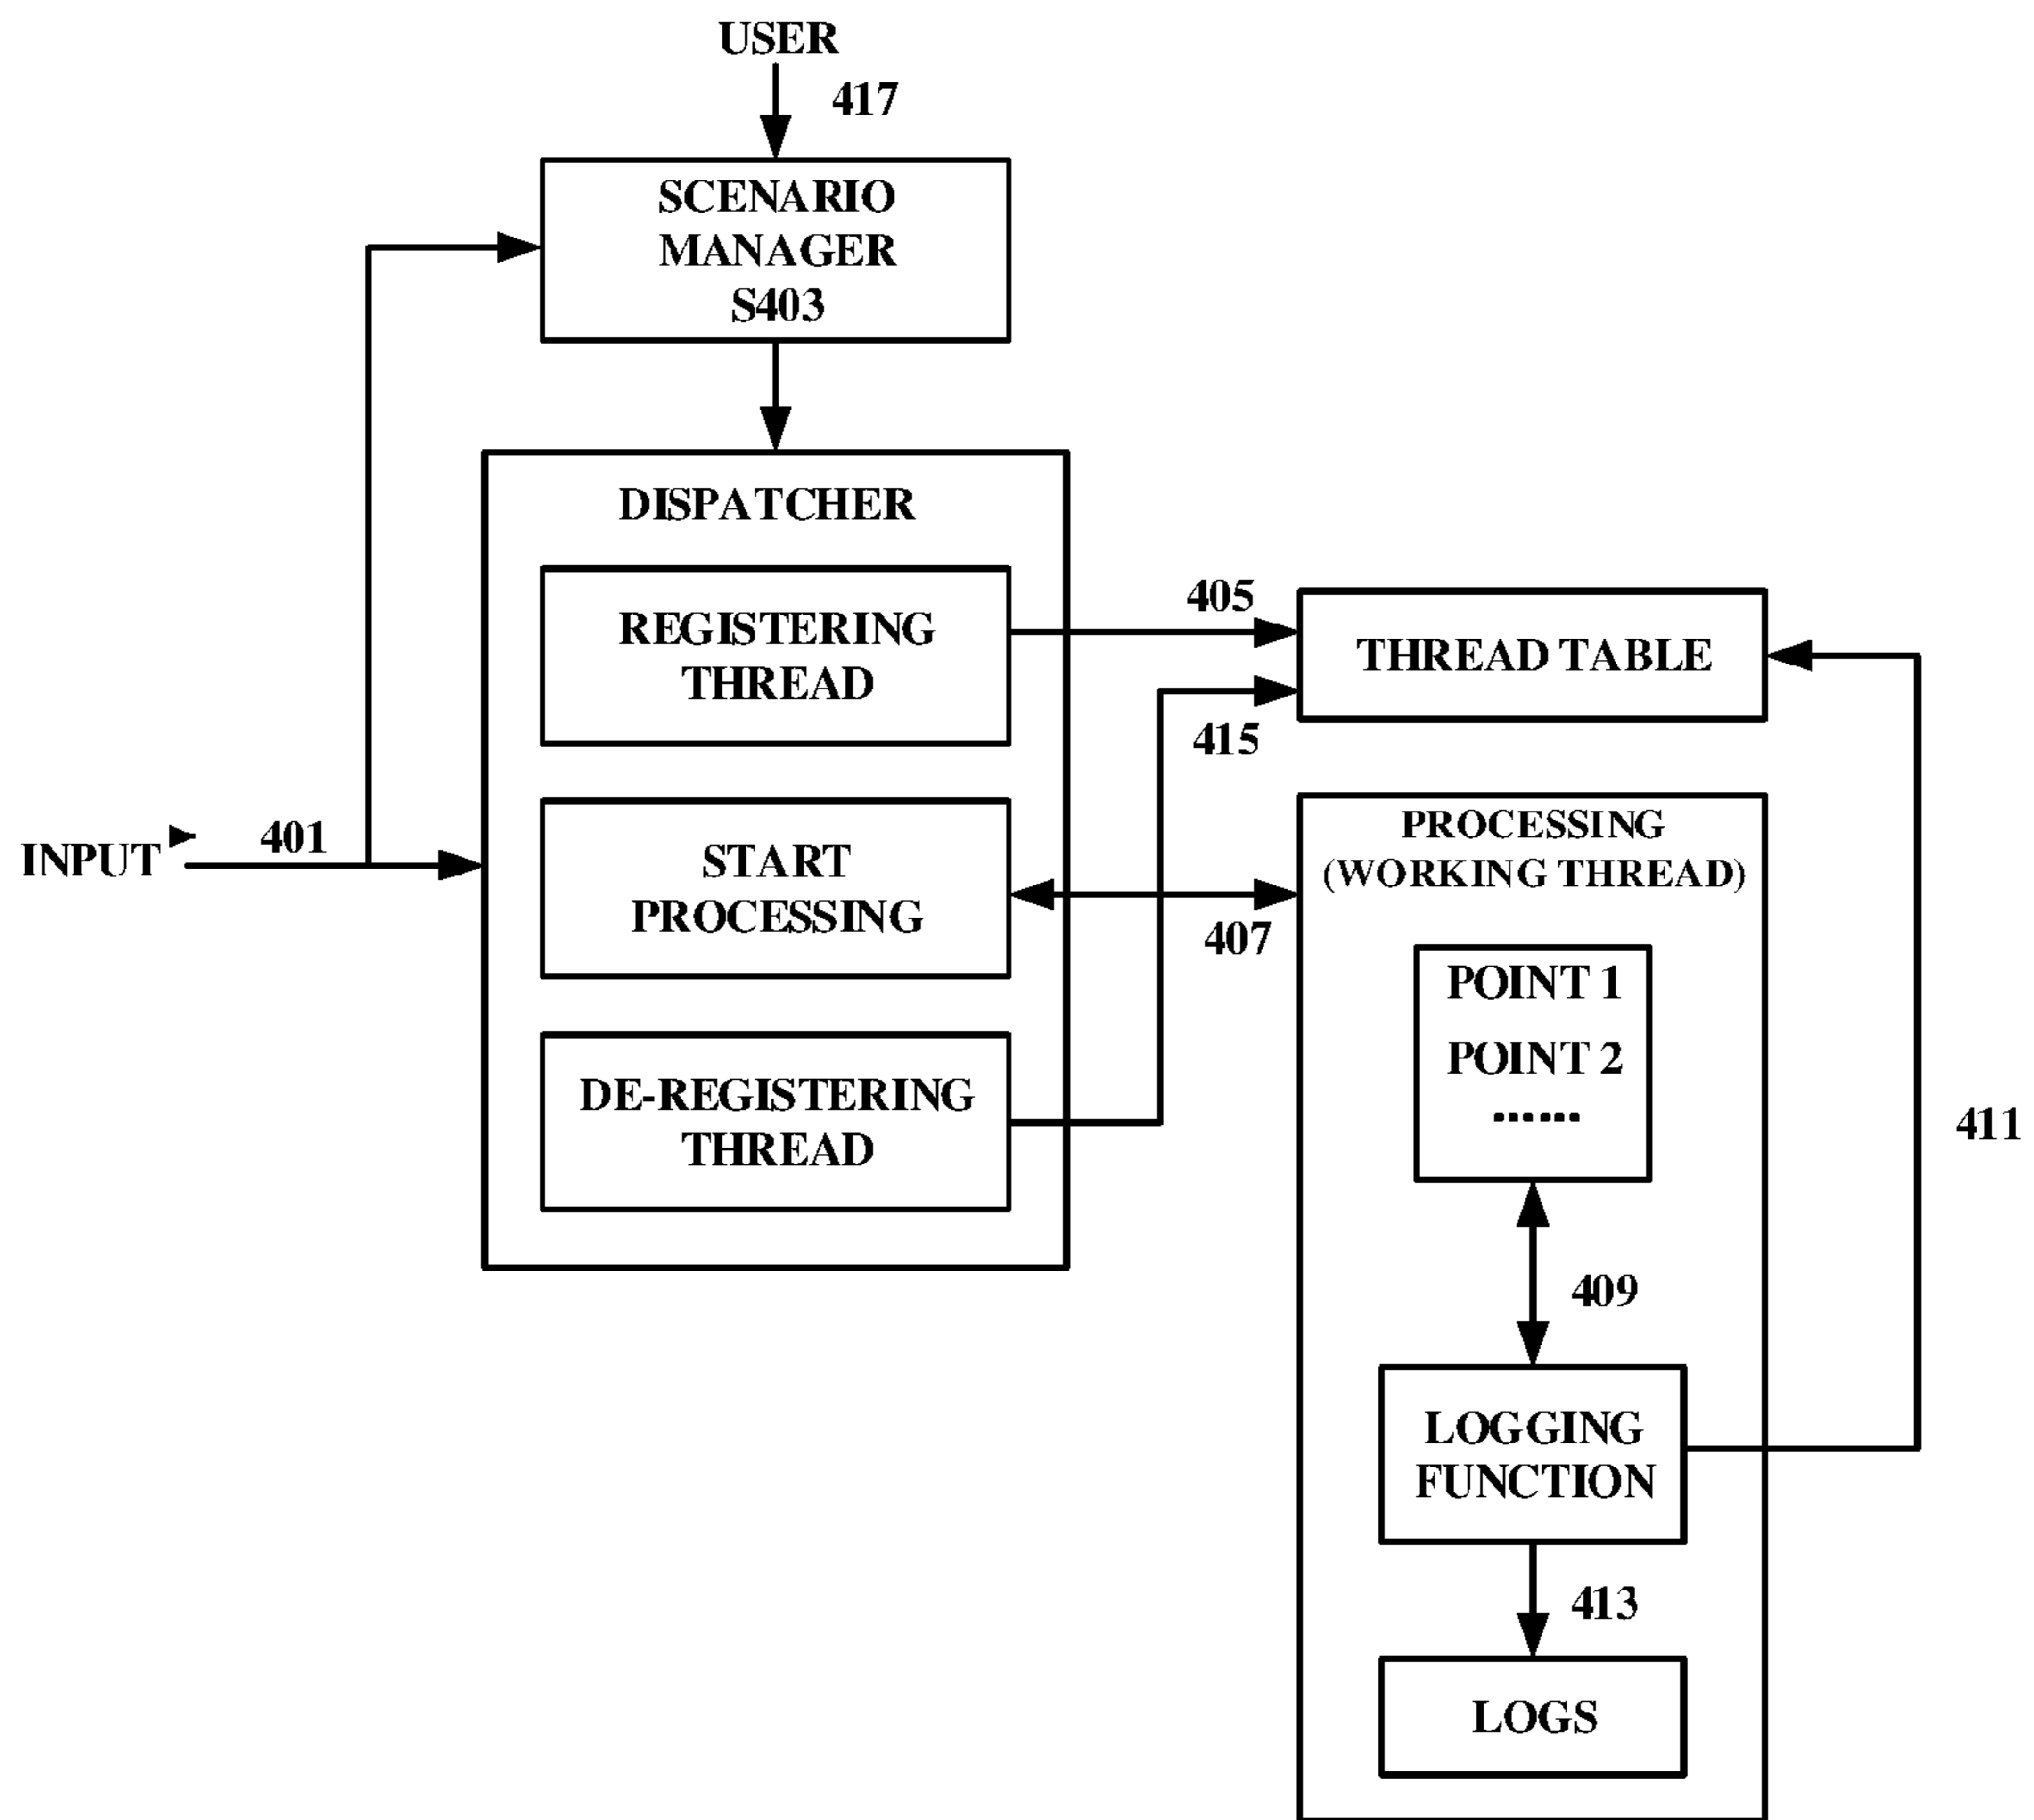 USER
417
SCENARIO
MANAGER
S403
DISPATCHER
REGISTERING
THREAD
405
THREAD TABLE
415
INPUT
401
START
PROCESSING
407
DE-REGISTERING
THREAD
PROCESSING
(WORKING THREAD)
POINT 1
POINT 2
......
409
411
LOGGING
FUNCTION
413
LOGS